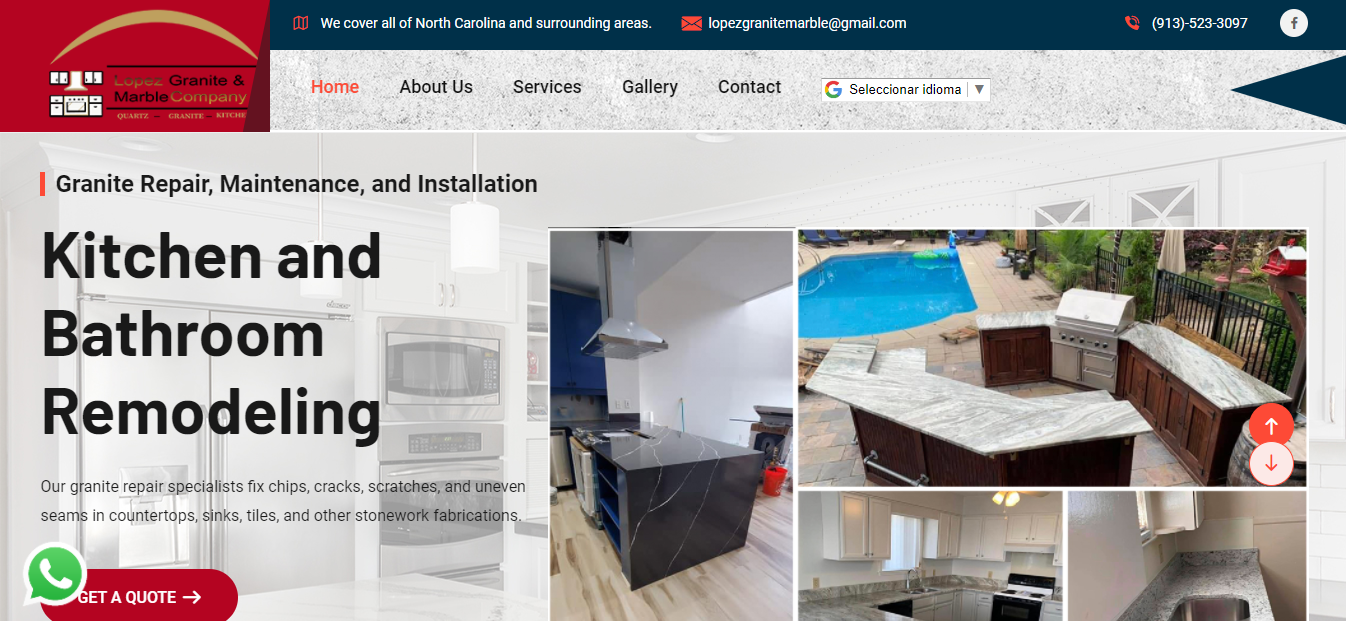 We cover all of North Carolina and surrounding areas.
lopezgranitemarble@gmail.com
(913)-523-3097
Lopez Granite &
Marble Company
QUARTZ – GRANITE – KITCHE
Home
About Us
Services
Gallery
Contact
Seleccionar idioma
Granite Repair, Maintenance, and Installation
Kitchen and
Bathroom
Remodeling
Our granite repair specialists fix chips, cracks, scratches, and uneven
seams in countertops, sinks, tiles, and other stonework fabrications.
GET A QUOTE